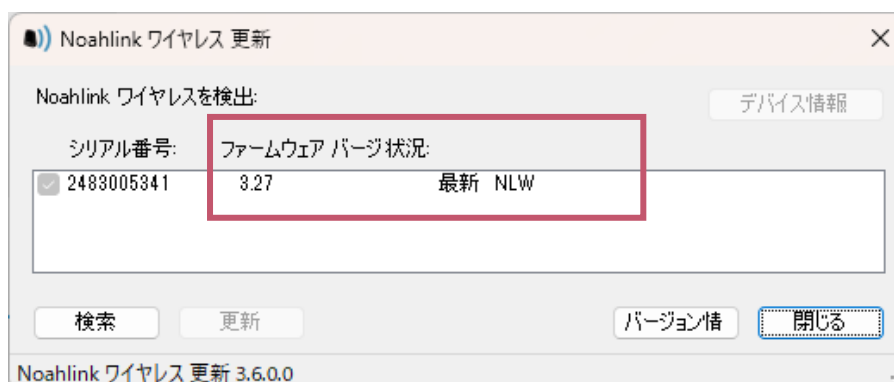 Noahlink ワイヤレス 更新
Noahlink ワイヤレスを検出:
デバイス情報
シリアル番号: ファームウェア バージ 状況:
2483005341 3.27 最新 NLW
検索 更新 バージョン情 閉じる
Noahlink ワイヤレス 更新 3.6.0.0